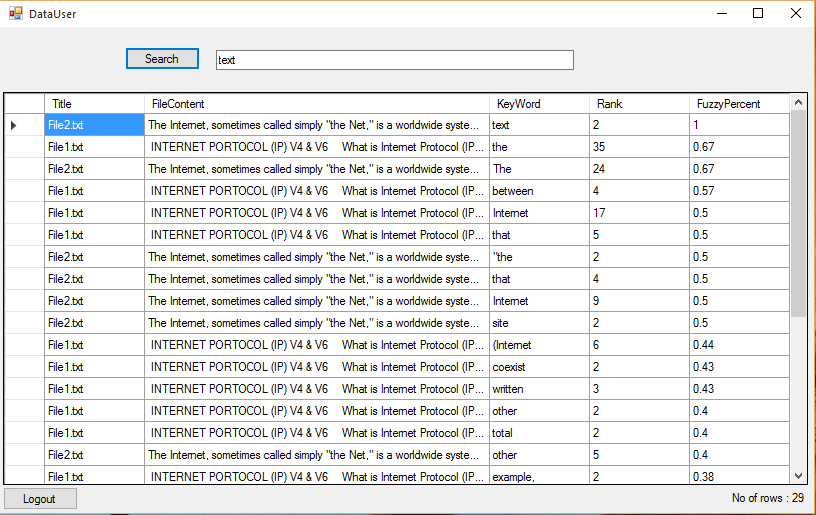 DataUser
Search text
Title FileContent KeyWord Rank FuzzyPercent
File2.txt The Internet, sometimes called simply "the Net," is a worldwide syste... text 2 1
File1.txt INTERNET PORTOCOL (IP) V4 & V6 What is Internet Protocol (IP... the 35 0.67
File2.txt The Internet, sometimes called simply "the Net," is a worldwide syste... The 24 0.67
File1.txt INTERNET PORTOCOL (IP) V4 & V6 What is Internet Protocol (IP... between 4 0.57
File1.txt INTERNET PORTOCOL (IP) V4 & V6 What is Internet Protocol (IP... Internet 17 0.5
File1.txt INTERNET PORTOCOL (IP) V4 & V6 What is Internet Protocol (IP... that 5 0.5
File2.txt The Internet, sometimes called simply "the Net," is a worldwide syste... "the 2 0.5
File2.txt The Internet, sometimes called simply "the Net," is a worldwide syste... that 4 0.5
File2.txt The Internet, sometimes called simply "the Net," is a worldwide syste... Internet 9 0.5
File2.txt The Internet, sometimes called simply "the Net," is a worldwide syste... site 2 0.5
File1.txt INTERNET PORTOCOL (IP) V4 & V6 What is Internet Protocol (IP... (Internet 6 0.44
File1.txt INTERNET PORTOCOL (IP) V4 & V6 What is Internet Protocol (IP... coexist 2 0.43
File1.txt INTERNET PORTOCOL (IP) V4 & V6 What is Internet Protocol (IP... written 3 0.43
File1.txt INTERNET PORTOCOL (IP) V4 & V6 What is Internet Protocol (IP... other 2 0.4
File1.txt INTERNET PORTOCOL (IP) V4 & V6 What is Internet Protocol (IP... total 2 0.4
File2.txt The Internet, sometimes called simply "the Net," is a worldwide syste... other 5 0.4
File1.txt INTERNET PORTOCOL (IP) V4 & V6 What is Internet Protocol (IP... example, 2 0.38
Logout No of rows : 29